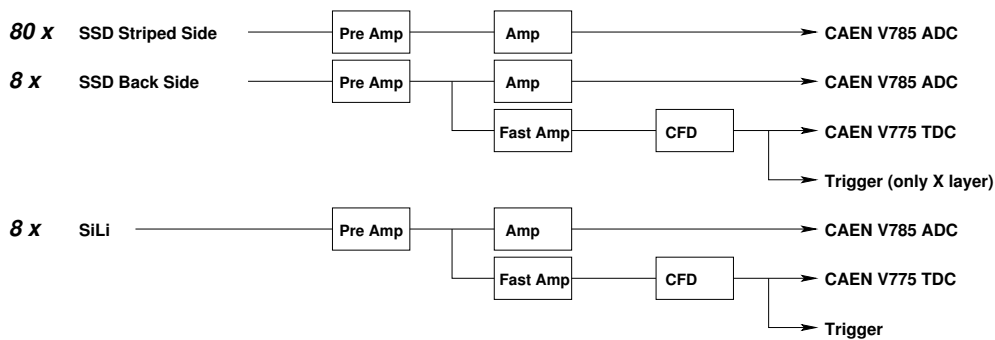 80 x SSD Striped Side Pre Amp Amp CAEN V785 ADC
8 x SSD Back Side Pre Amp Amp CAEN V785 ADC
Fast Amp CFD CAEN V775 TDC
Trigger (only X layer)
8 x SiLi Pre Amp Amp CAEN V785 ADC
Fast Amp CFD CAEN V775 TDC
Trigger